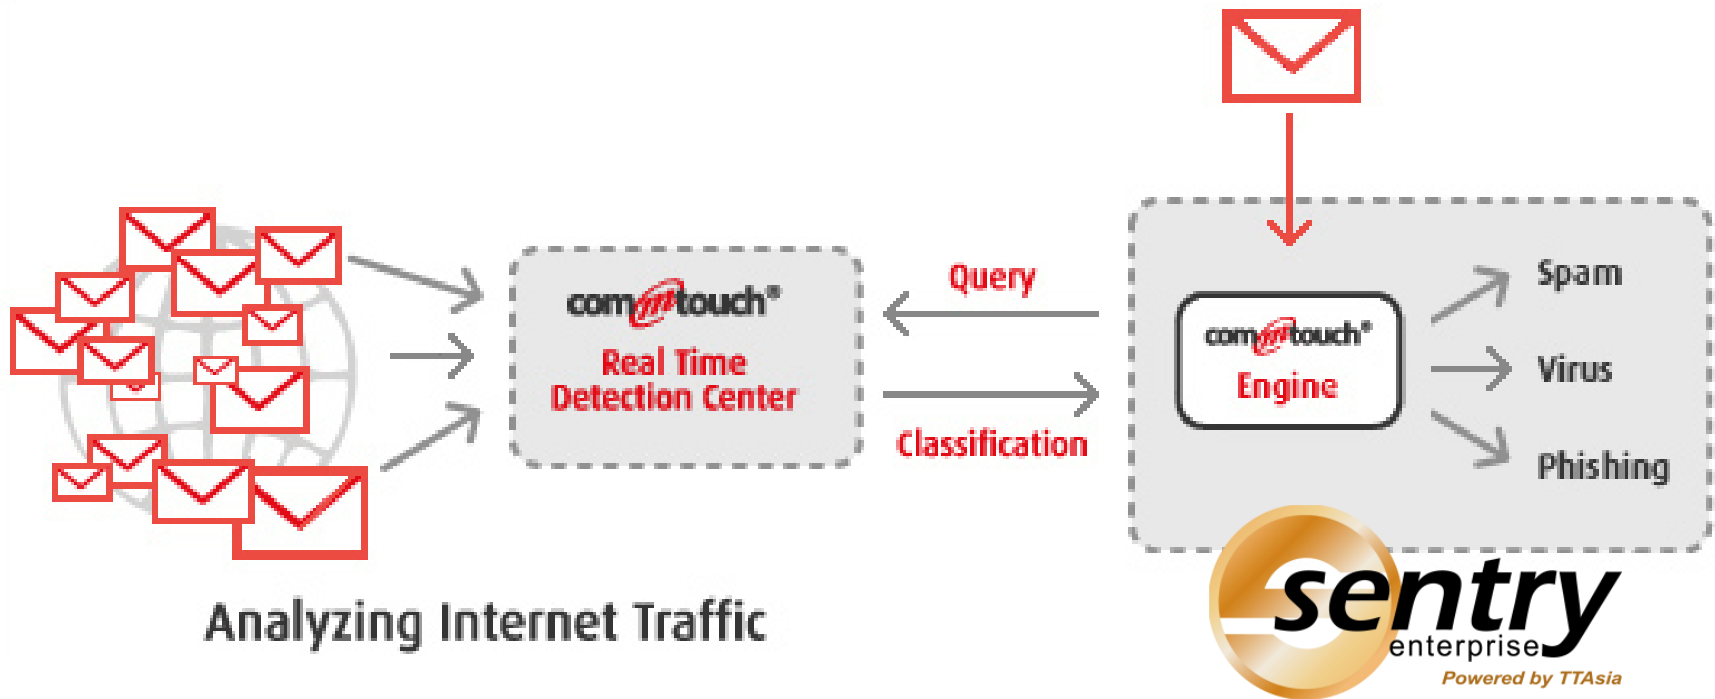 commtouch®
Real Time
Detection Center
Query
Classification
commtouch®
Engine
Spam
Virus
Phishing
Analyzing Internet Traffic
esentry
enterprise
Powered by TTAsia